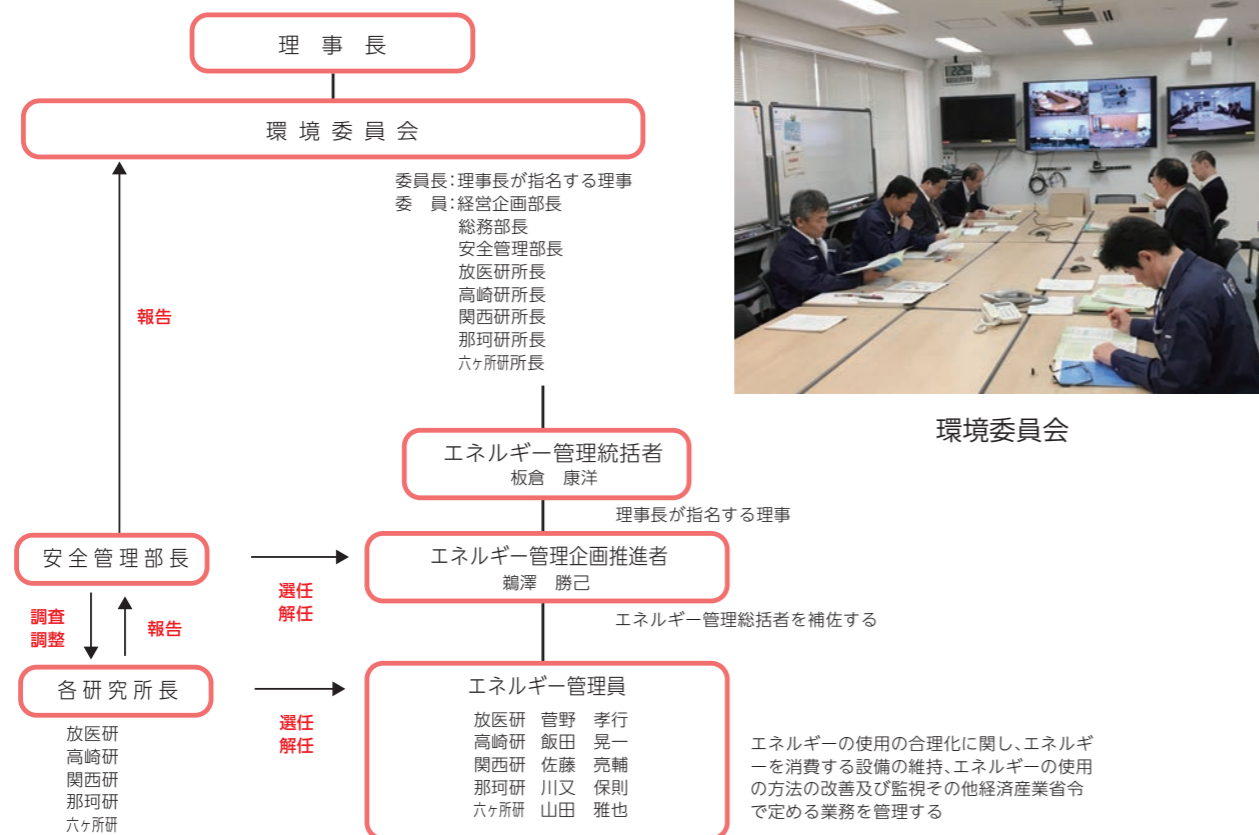 理事長
環境委員会
委員長：理事長が指名する理事
委　員：経営企画部長
総務部長
安全管理部長
放医研所長
高崎研所長
関西研所長
那珂研所長
六ヶ所研所長
報告
環境委員会
エネルギー管理統括者
板倉　康洋
理事長が指名する理事
安全管理部長
選任
解任
エネルギー管理企画推進者
鵜澤　勝己
エネルギー管理総括者を補佐する
調査
調整
報告
各研究所長
放医研
高崎研
関西研
那珂研
六ヶ所研
選任
解任
エネルギー管理員
放医研　菅野　孝行
高崎研　飯田　晃一
関西研　佐藤　亮輔
那珂研　川又　保則
六ヶ所研　山田　雅也
エネルギーの使用の合理化に関し、エネルギ
ーを消費する設備の維持、エネルギーの使用
の方法の改善及び監視その他経済産業省令
で定める業務を管理する